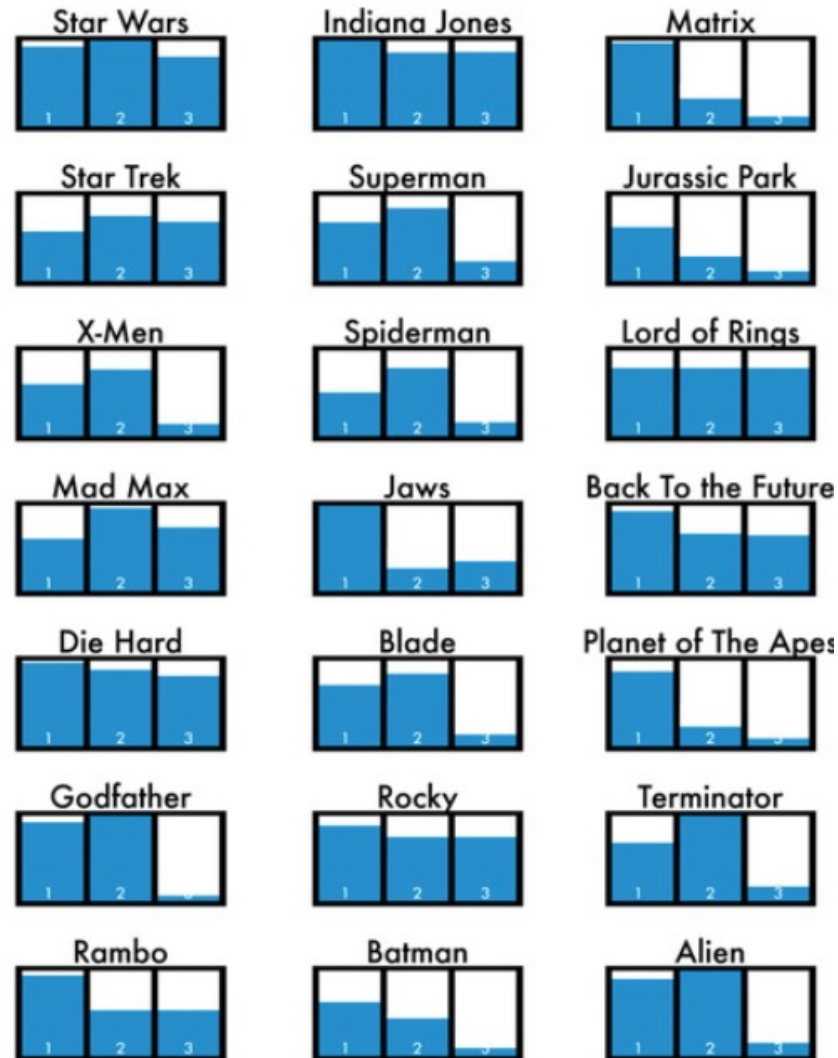 Star Wars Indiana Jones Matrix
1 2 3 1 2 3 1 2 3
Star Trek Superman Jurassic Park
1 2 3 1 2 3 1 2 3
X-Men Spiderman Lord of Rings
1 2 3 1 2 3 1 2 3
Mad Max Jaws Back To the Future
1 2 3 1 2 3 1 2 3
Die Hard Blade Planet of The Apes
1 2 3 1 2 3 1 2 3
Godfather Rocky Terminator
1 2 3 1 2 3 1 2 3
Rambo Batman Alien
1 2 3 1 2 3 1 2 3